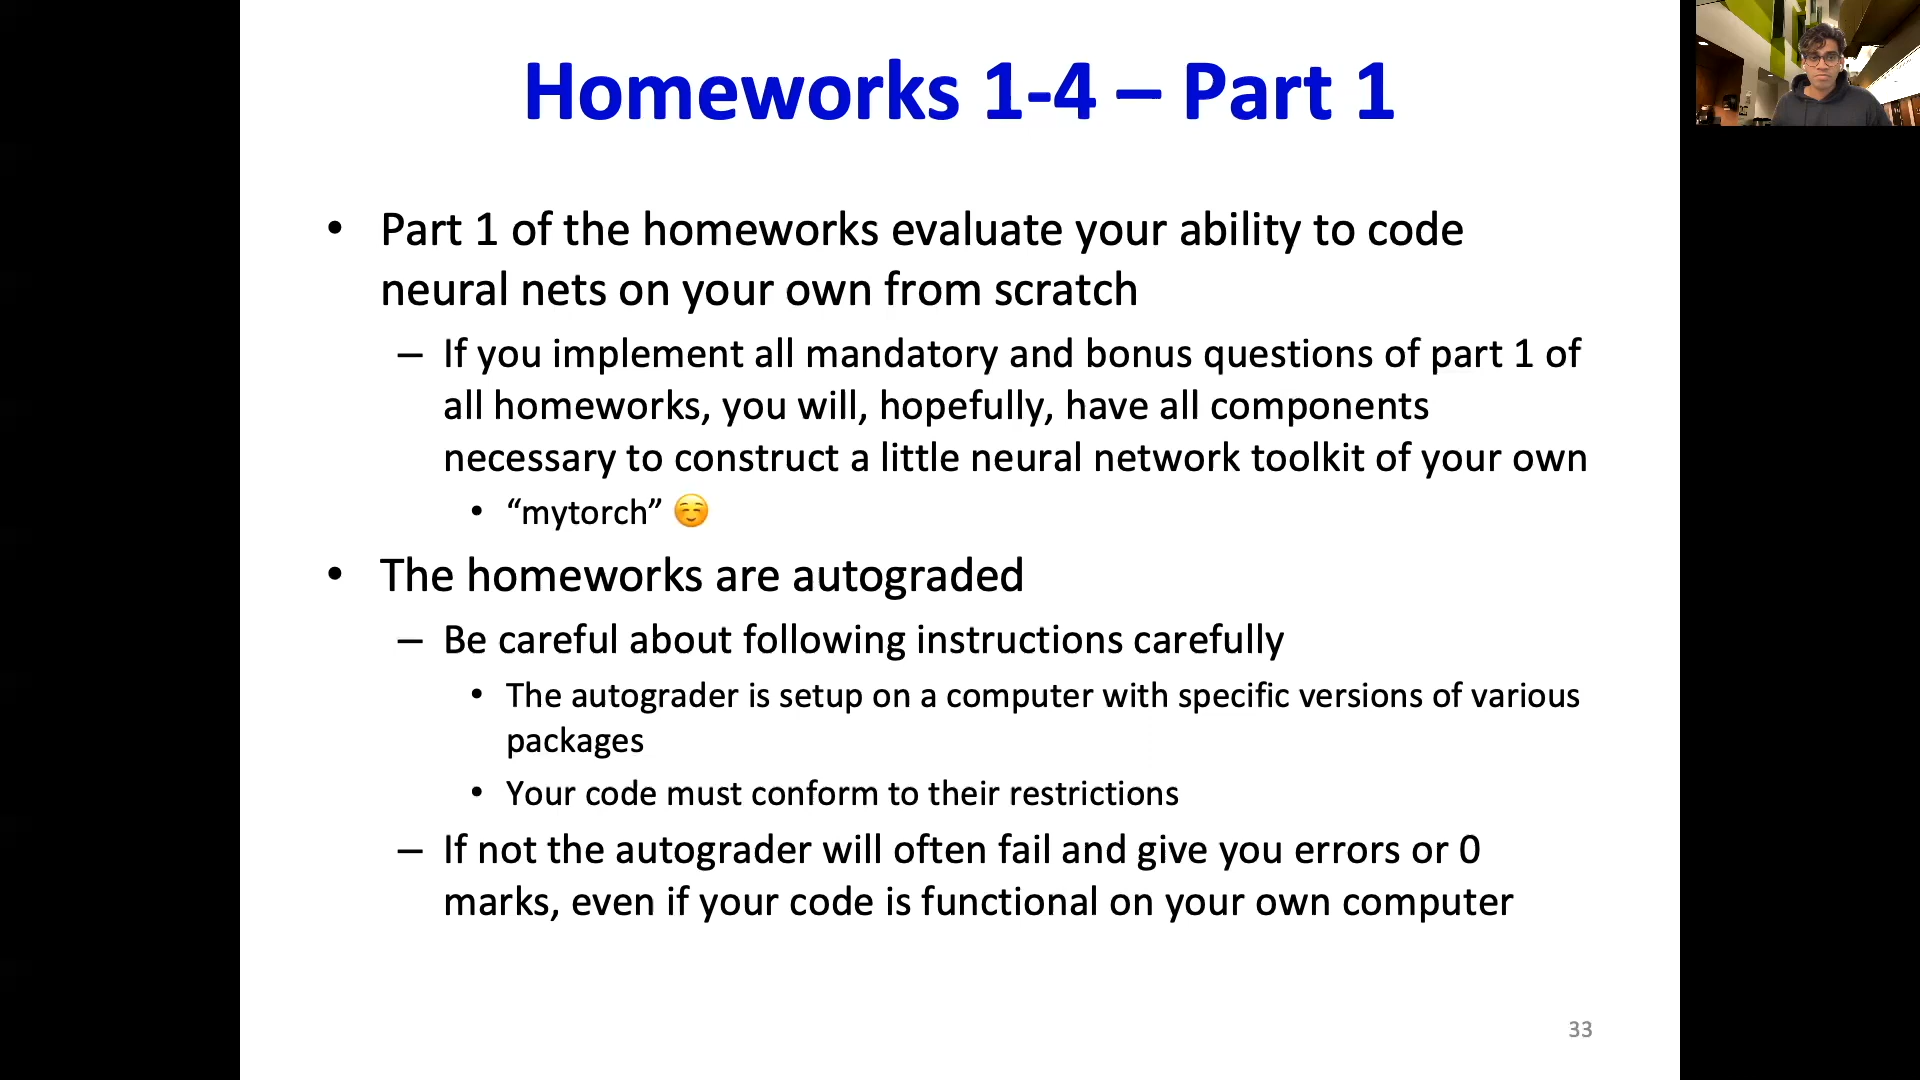 Homeworks 1-4 – Part 1
• Part 1 of the homeworks evaluate your ability to code
neural nets on your own from scratch
– If you implement all mandatory and bonus questions of part 1 of
all homeworks, you will, hopefully, have all components
necessary to construct a little neural network toolkit of your own
• “mytorch” ☺️
• The homeworks are autograded
– Be careful about following instructions carefully
• The autograder is setup on a computer with specific versions of various
packages
• Your code must conform to their restrictions
– If not the autograder will often fail and give you errors or 0
marks, even if your code is functional on your own computer
33